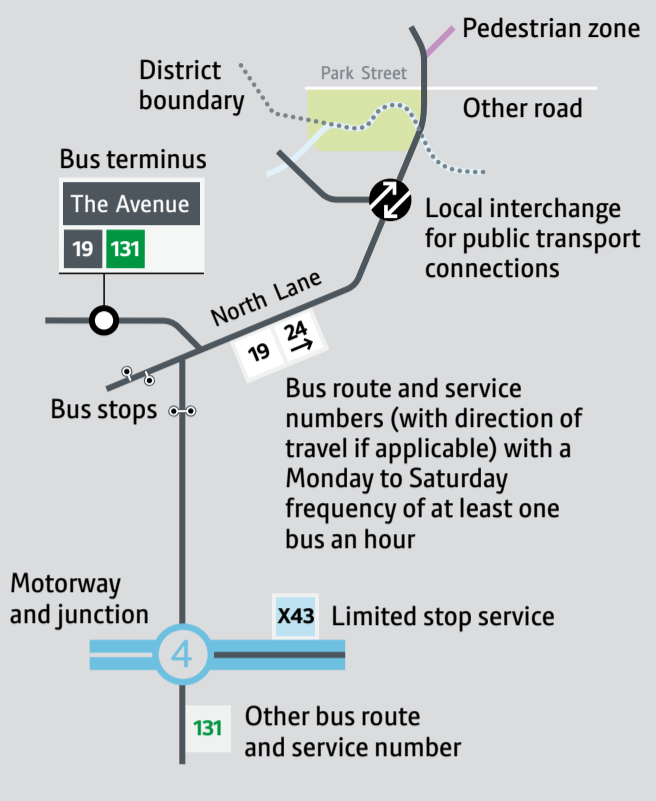 Pedestrian zone
District
boundary
Park Street
Other road
Bus terminus
The Avenue
19 131
Local interchange
for public transport
connections
North Lane
19 24
Bus stops
Bus route and service
numbers (with direction of
travel if applicable) with a
Monday to Saturday
frequency of at least one
bus an hour
Motorway
and junction
4
X43
Limited stop service
131
Other bus route
and service number